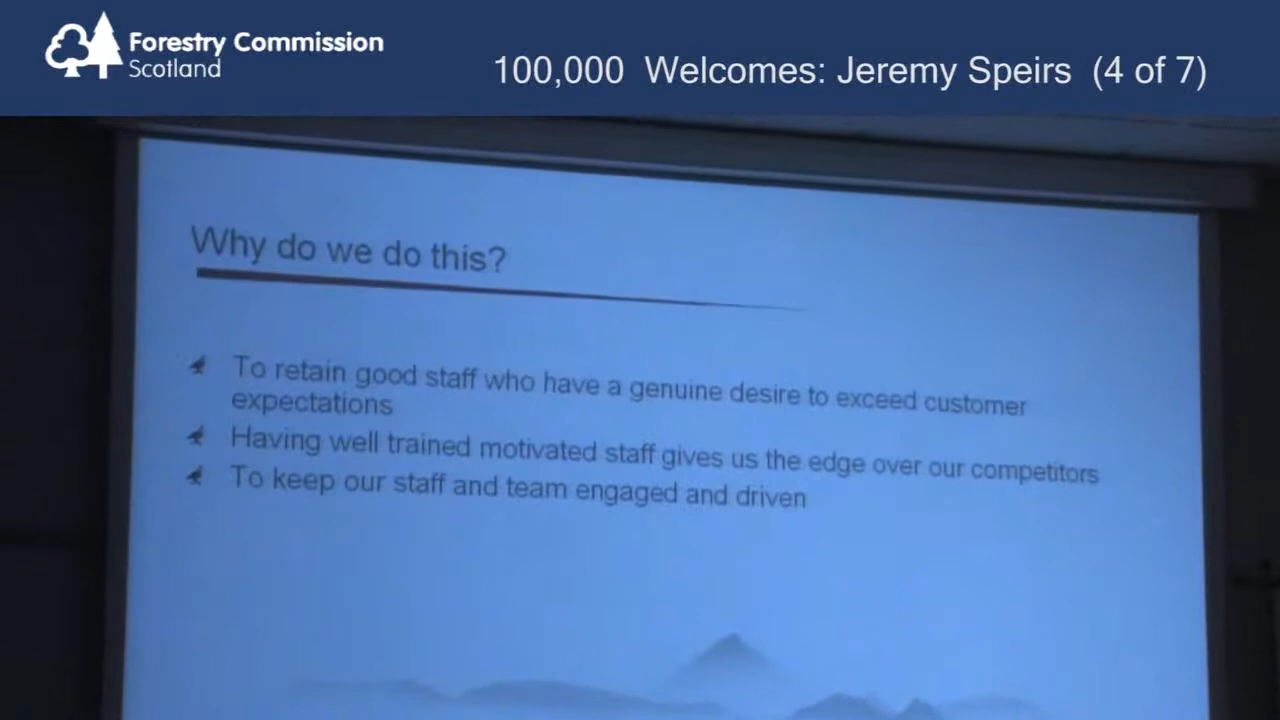 Forestry Commission
Scotland
100,000 Welcomes: Jeremy Speirs (4 of 7)
Why do we do this?
To retain good staff who have a genuine desire to exceed customer
expectations
Having well trained motivated staff gives us the edge over our competitors
To keep our staff and team engaged and driven